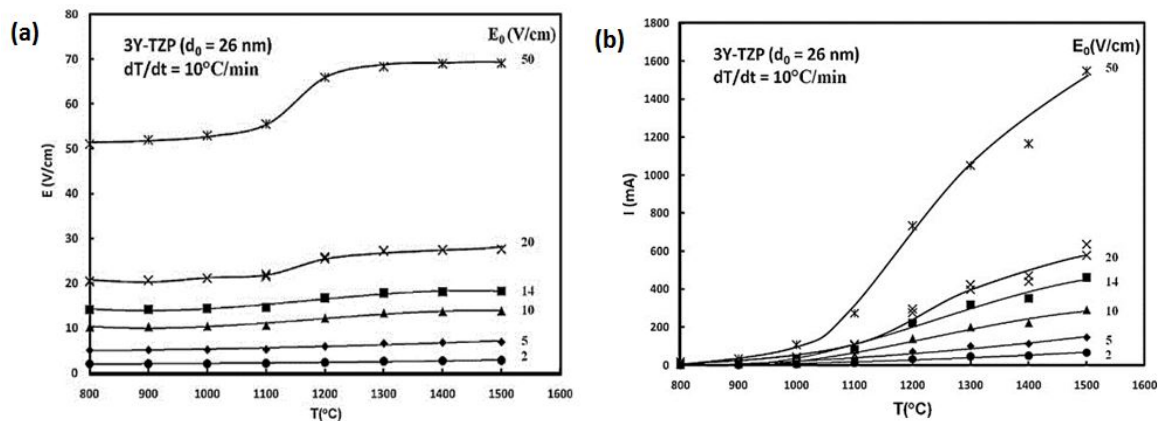 (a)
80
70
60
50
40
30
20
10
0
E (V/cm)
3Y-TZP (d₀ = 26 nm)
dT/dt = 10°C/min
E₀ (V/cm)
50
20
14
10
5
2
800 900 1000 1100 1200 1300 1400 1500 1600
T(°C)
(b)
1800
1600
1400
1200
1000
800
600
400
200
0
I (mA)
3Y-TZP (d₀ = 26 nm)
dT/dt = 10°C/min
E₀(V/cm)
50
20
14
10
5
2
800 900 1000 1100 1200 1300 1400 1500 1600
T(°C)